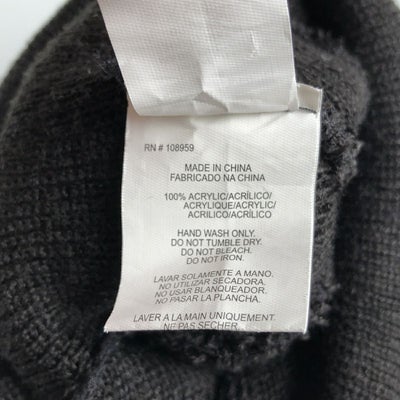 RN # 108959
MADE IN CHINA
FABRICADO NA CHINA
100% ACRYLIC/ACRÍLICO/
ACRYLIQUE/ACRYLIC/
ACRILICO/ACRÍLICO
HAND WASH ONLY.
DO NOT TUMBLE DRY.
DO NOT BLEACH.
DO NOT IRON.
LAVAR SOLAMENTE A MANO.
NO UTILIZAR SECADORA.
NO USAR BLANQUEADOR.
NO PASAR LA PLANCHA.
LAVER A LA MAIN UNIQUEMENT.
NE PAS SECHER.